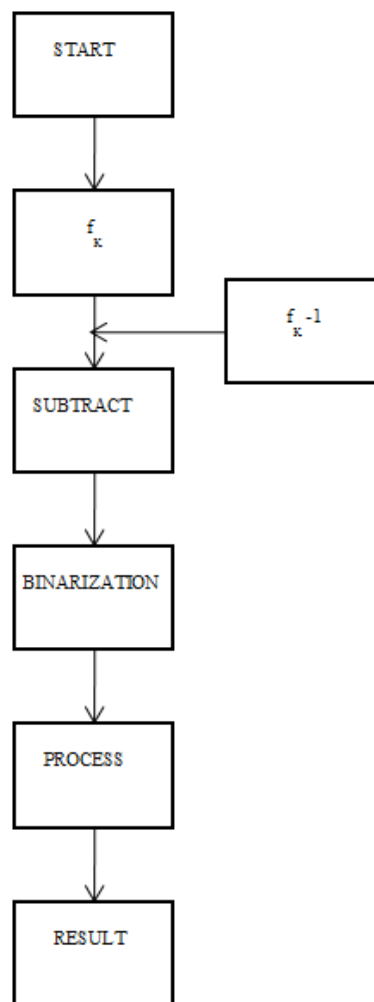 START
f
κ
f
κ -1
SUBTRACT
BINARIZATION
PROCESS
RESULT